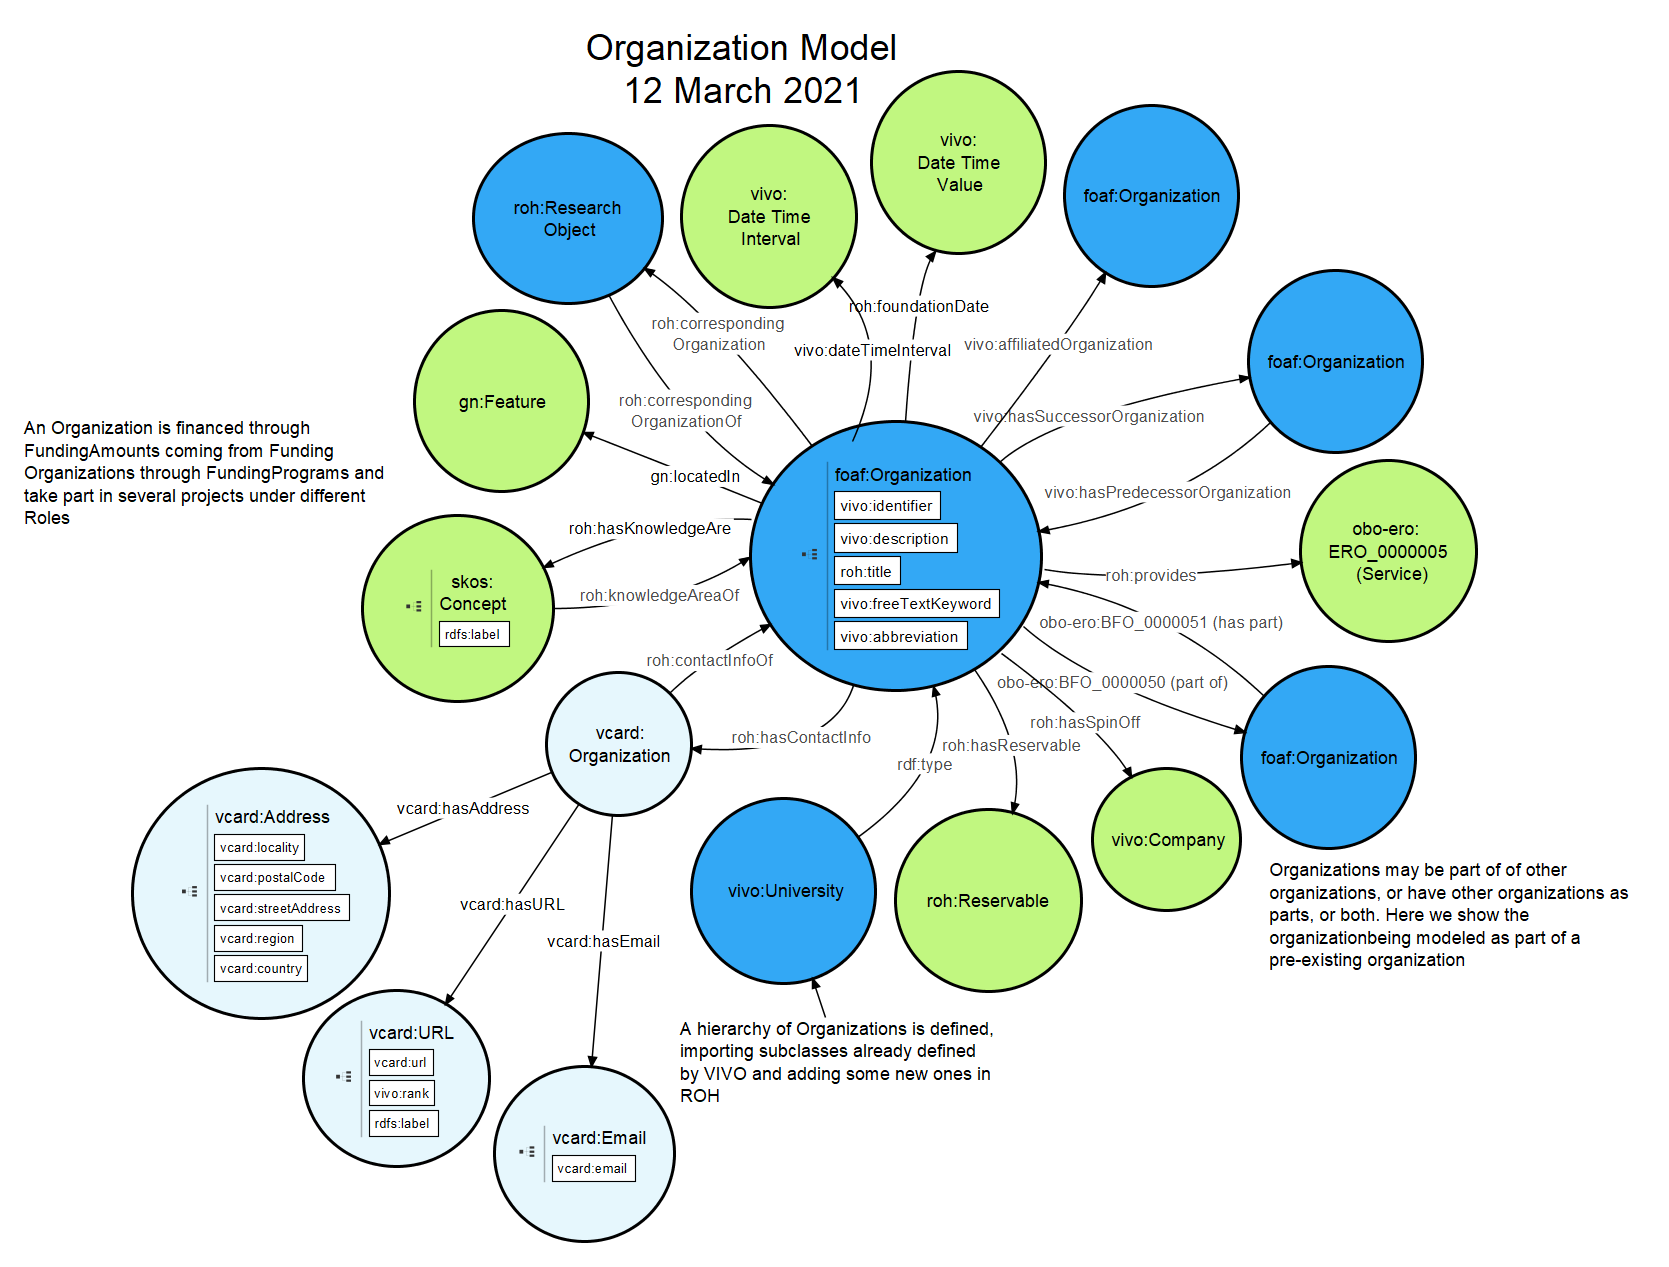 Organization Model
12 March 2021
vivo:
Date Time
Value
foaf:Organization
roh:Research
Object
vivo:
Date Time
Interval
roh:foundationDate
roh:corresponding
Organization
vivo:dateTimeInterval
vivo:affiliatedOrganization
foaf:Organization
gn:Feature
roh:corresponding
OrganizationOf
vivo:hasSuccessorOrganization
An Organization is financed through
FundingAmounts coming from Funding
Organizations through FundingPrograms and
take part in several projects under different
Roles
gn:locatedIn
foaf:Organization
vivo:identifier
vivo:description
roh:title
vivo:freeTextKeyword
vivo:abbreviation
vivo:hasPredecessorOrganization
roh:hasKnowledgeAre
obo-ero:
ERO_0000005
(Service)
roh:provides
skos:
Concept
rdfs:label
roh:knowledgeAreaOf
obo-ero:BFO_0000051 (has part)
roh:contactInfoOf
obo-ero:BFO_0000050 (part of)
roh:hasSpinOff
vcard:
Organization
roh:hasContactInfo
roh:hasReservable
rdf:type
foaf:Organization
vcard:hasAddress
vcard:Address
vcard:locality
vcard:postalCode
vcard:streetAddress
vcard:region
vcard:country
vivo:Company
vivo:University
roh:Reservable
vcard:hasURL
vcard:hasEmail
Organizations may be part of of other
organizations, or have other organizations as
parts, or both. Here we show the
organizationbeing modeled as part of a
pre-existing organization
vcard:URL
vcard:url
vivo:rank
rdfs:label
A hierarchy of Organizations is defined,
importing subclasses already defined
by VIVO and adding some new ones in
ROH
vcard:Email
vcard:email